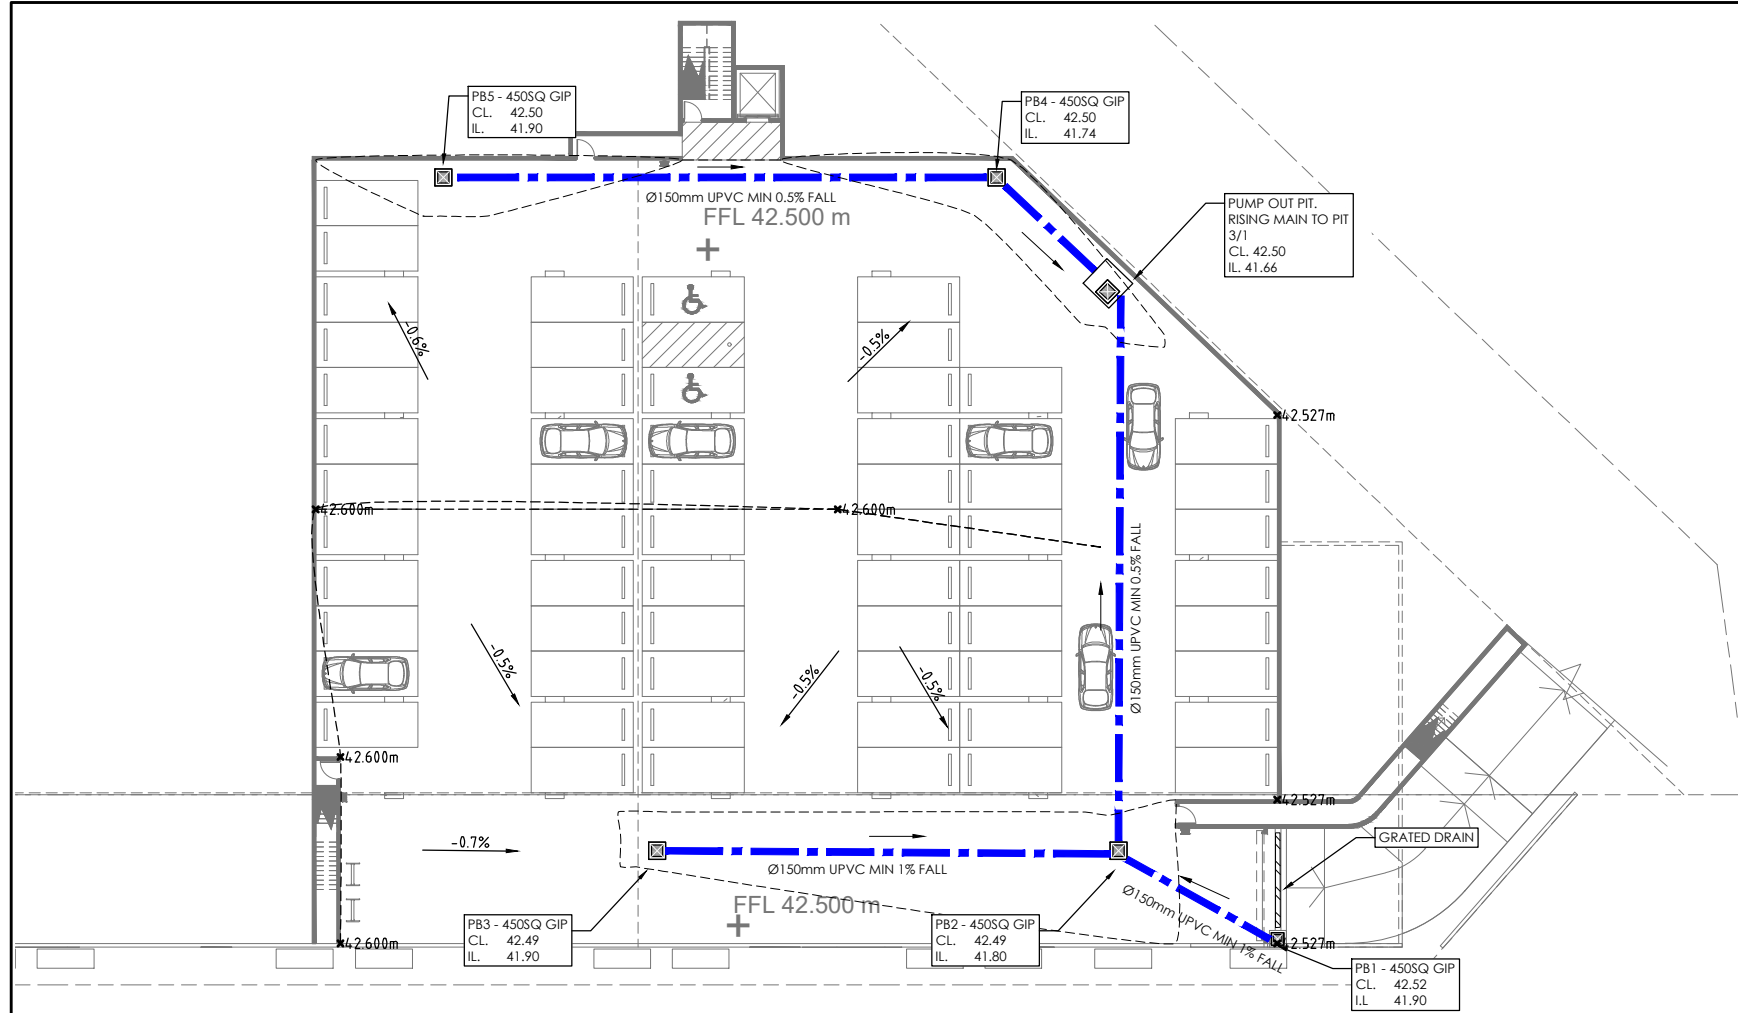 PB5 - 450SQ GIP
CL. 42.50
IL. 41.90
PB4 - 450SQ GIP
CL. 42.50
IL. 41.74
Ø150mm UPVC MIN 0.5% FALL
FFL 42.500 m
PUMP OUT PIT.
RISING MAIN TO PIT
3/1
CL. 42.50
IL. 41.66
-0.6%
-0.5%
42.527m
42.600m
42.600m
Ø150mm UPVC MIN 0.5% FALL
-0.5%
-0.5%
-0.5%
42.600m
42.527m
-0.7%
GRATED DRAIN
Ø150mm UPVC MIN 1% FALL
Ø150mm UPVC MIN 1% FALL
FFL 42.500 m
PB3 - 450SQ GIP
CL. 42.49
IL. 41.90
PB2 - 450SQ GIP
CL. 42.49
IL. 41.80
42.600m
42.527m
PB1 - 450SQ GIP
CL. 42.52
I.L 41.90